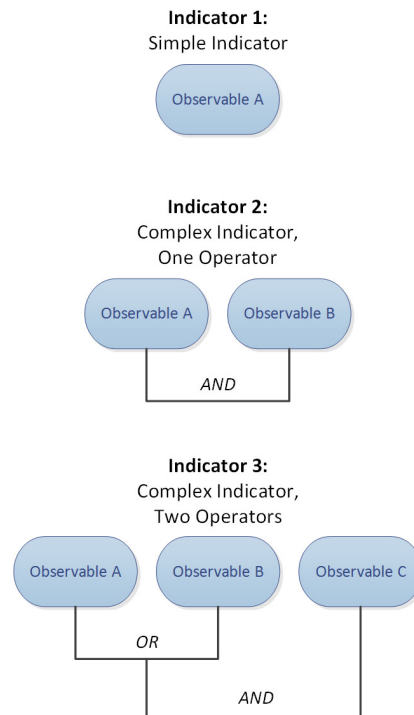 Indicator 1:
Simple Indicator
Observable A
Indicator 2:
Complex Indicator,
One Operator
Observable A
Observable B
AND
Indicator 3:
Complex Indicator,
Two Operators
Observable A
Observable B
Observable C
OR
AND